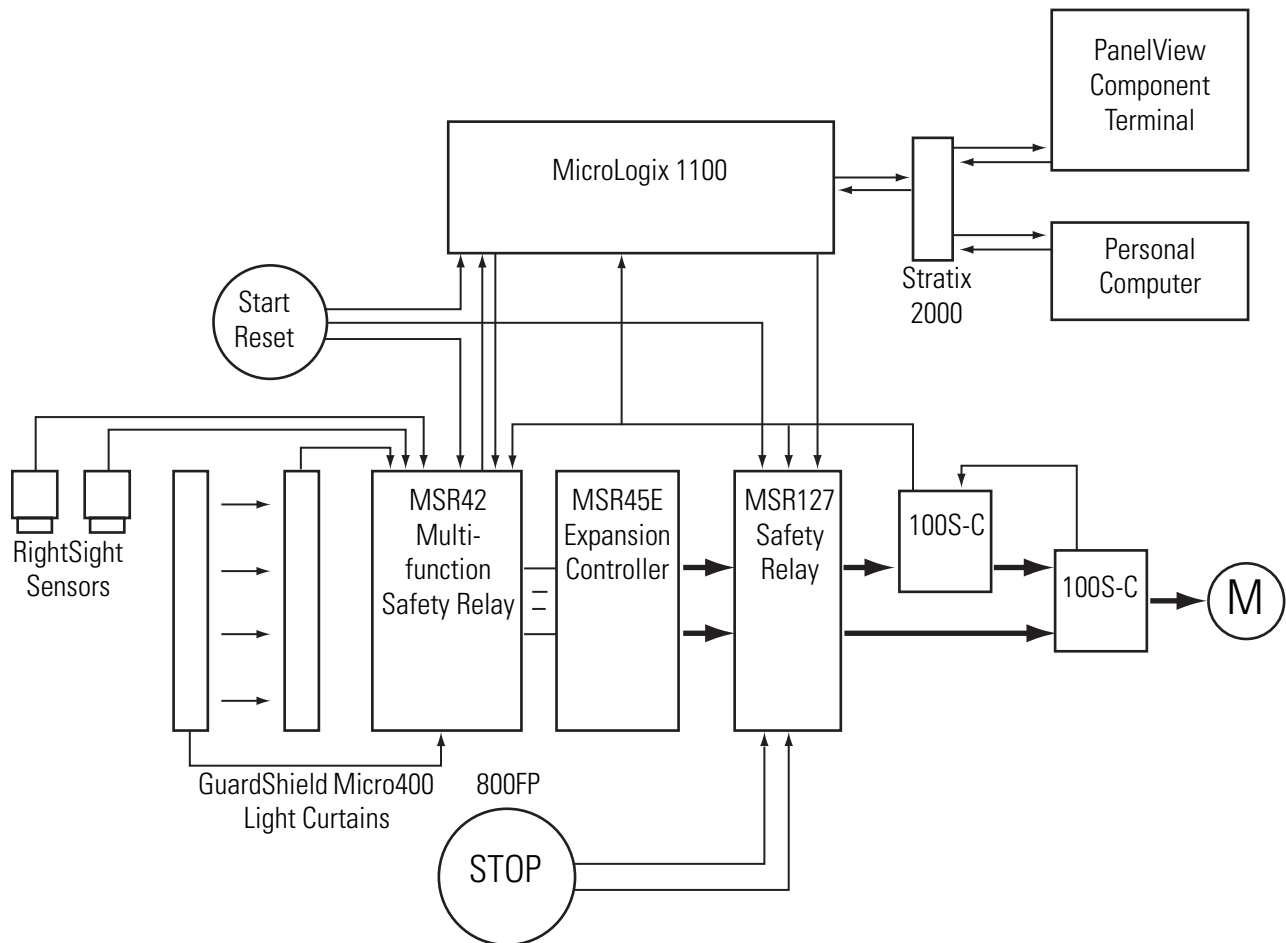 PanelView
Component
Terminal
MicroLogix 1100
Stratix
2000
Personal
Computer
Start
Reset
RightSight
Sensors
MSR42
Multi-
function
Safety Relay
MSR45E
Expansion
Controller
MSR127
Safety
Relay
100S-C
100S-C
M
GuardShield Micro400
Light Curtains
800FP
STOP